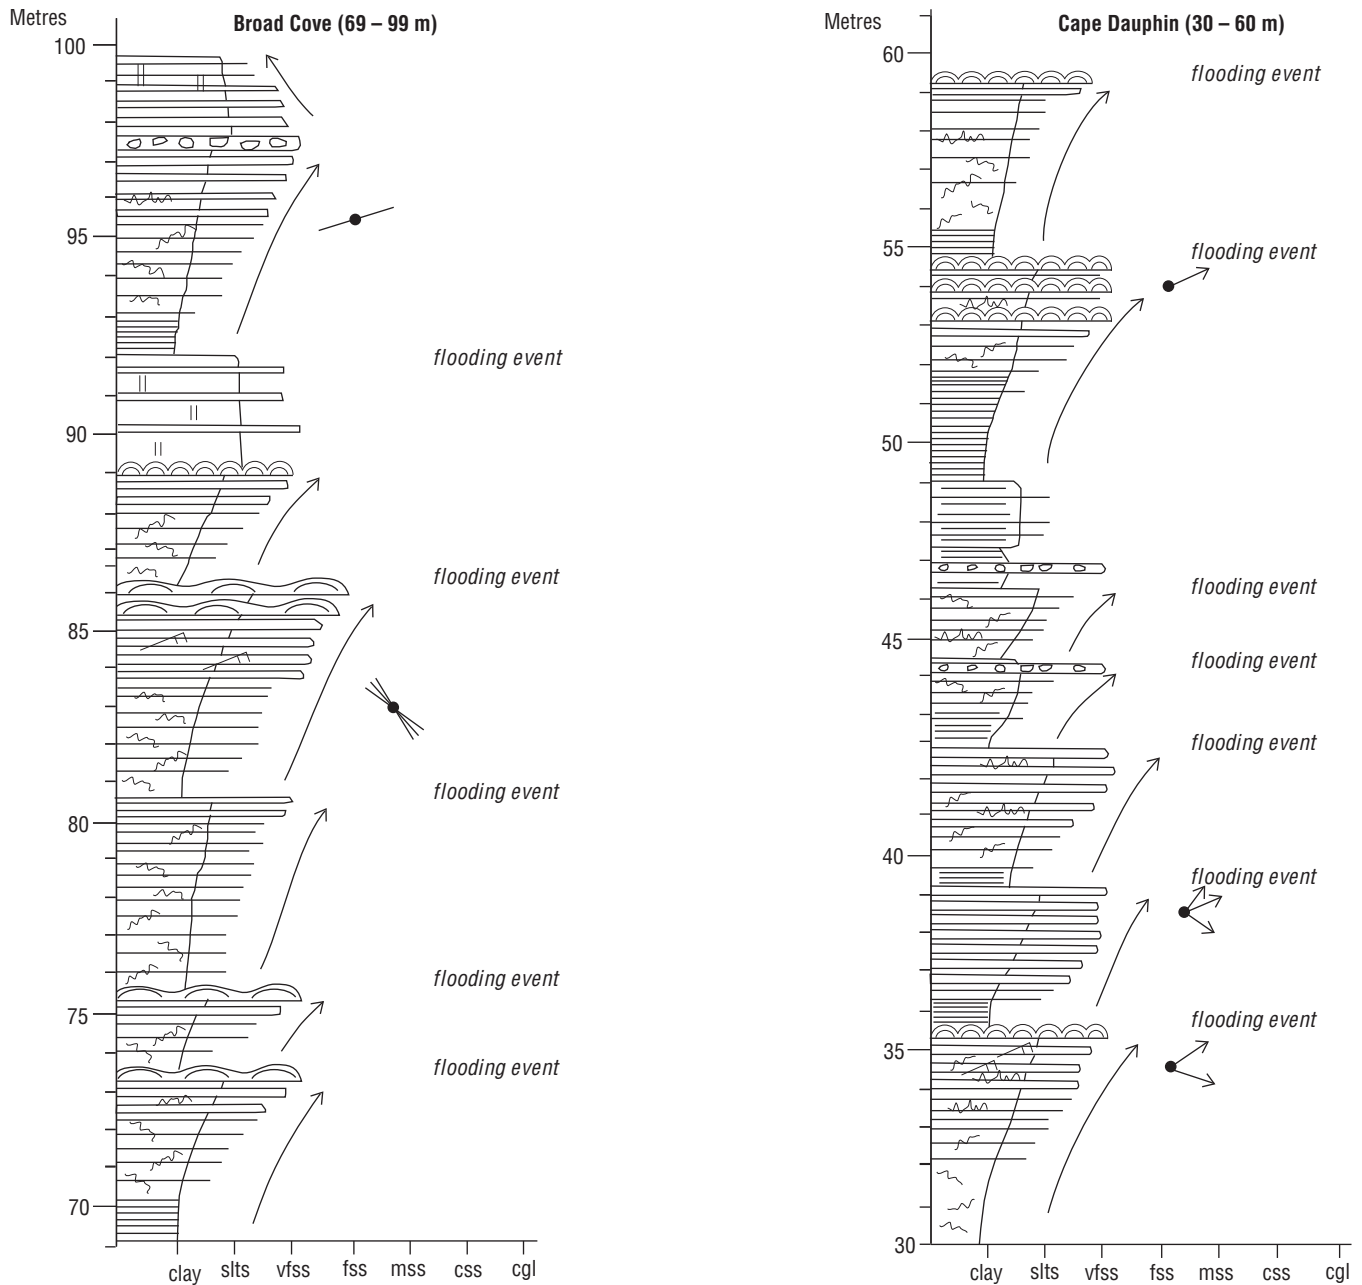 Metres
Broad Cove (69 – 99 m)
100
95
flooding event
90
flooding event
85
flooding event
80
flooding event
75
flooding event
70
clay slts vfss fss mss css cgl
Metres
Cape Dauphin (30 – 60 m)
60
flooding event
55
flooding event
50
flooding event
45
flooding event
flooding event
40
flooding event
flooding event
35
30
clay slts vfss fss mss css cgl